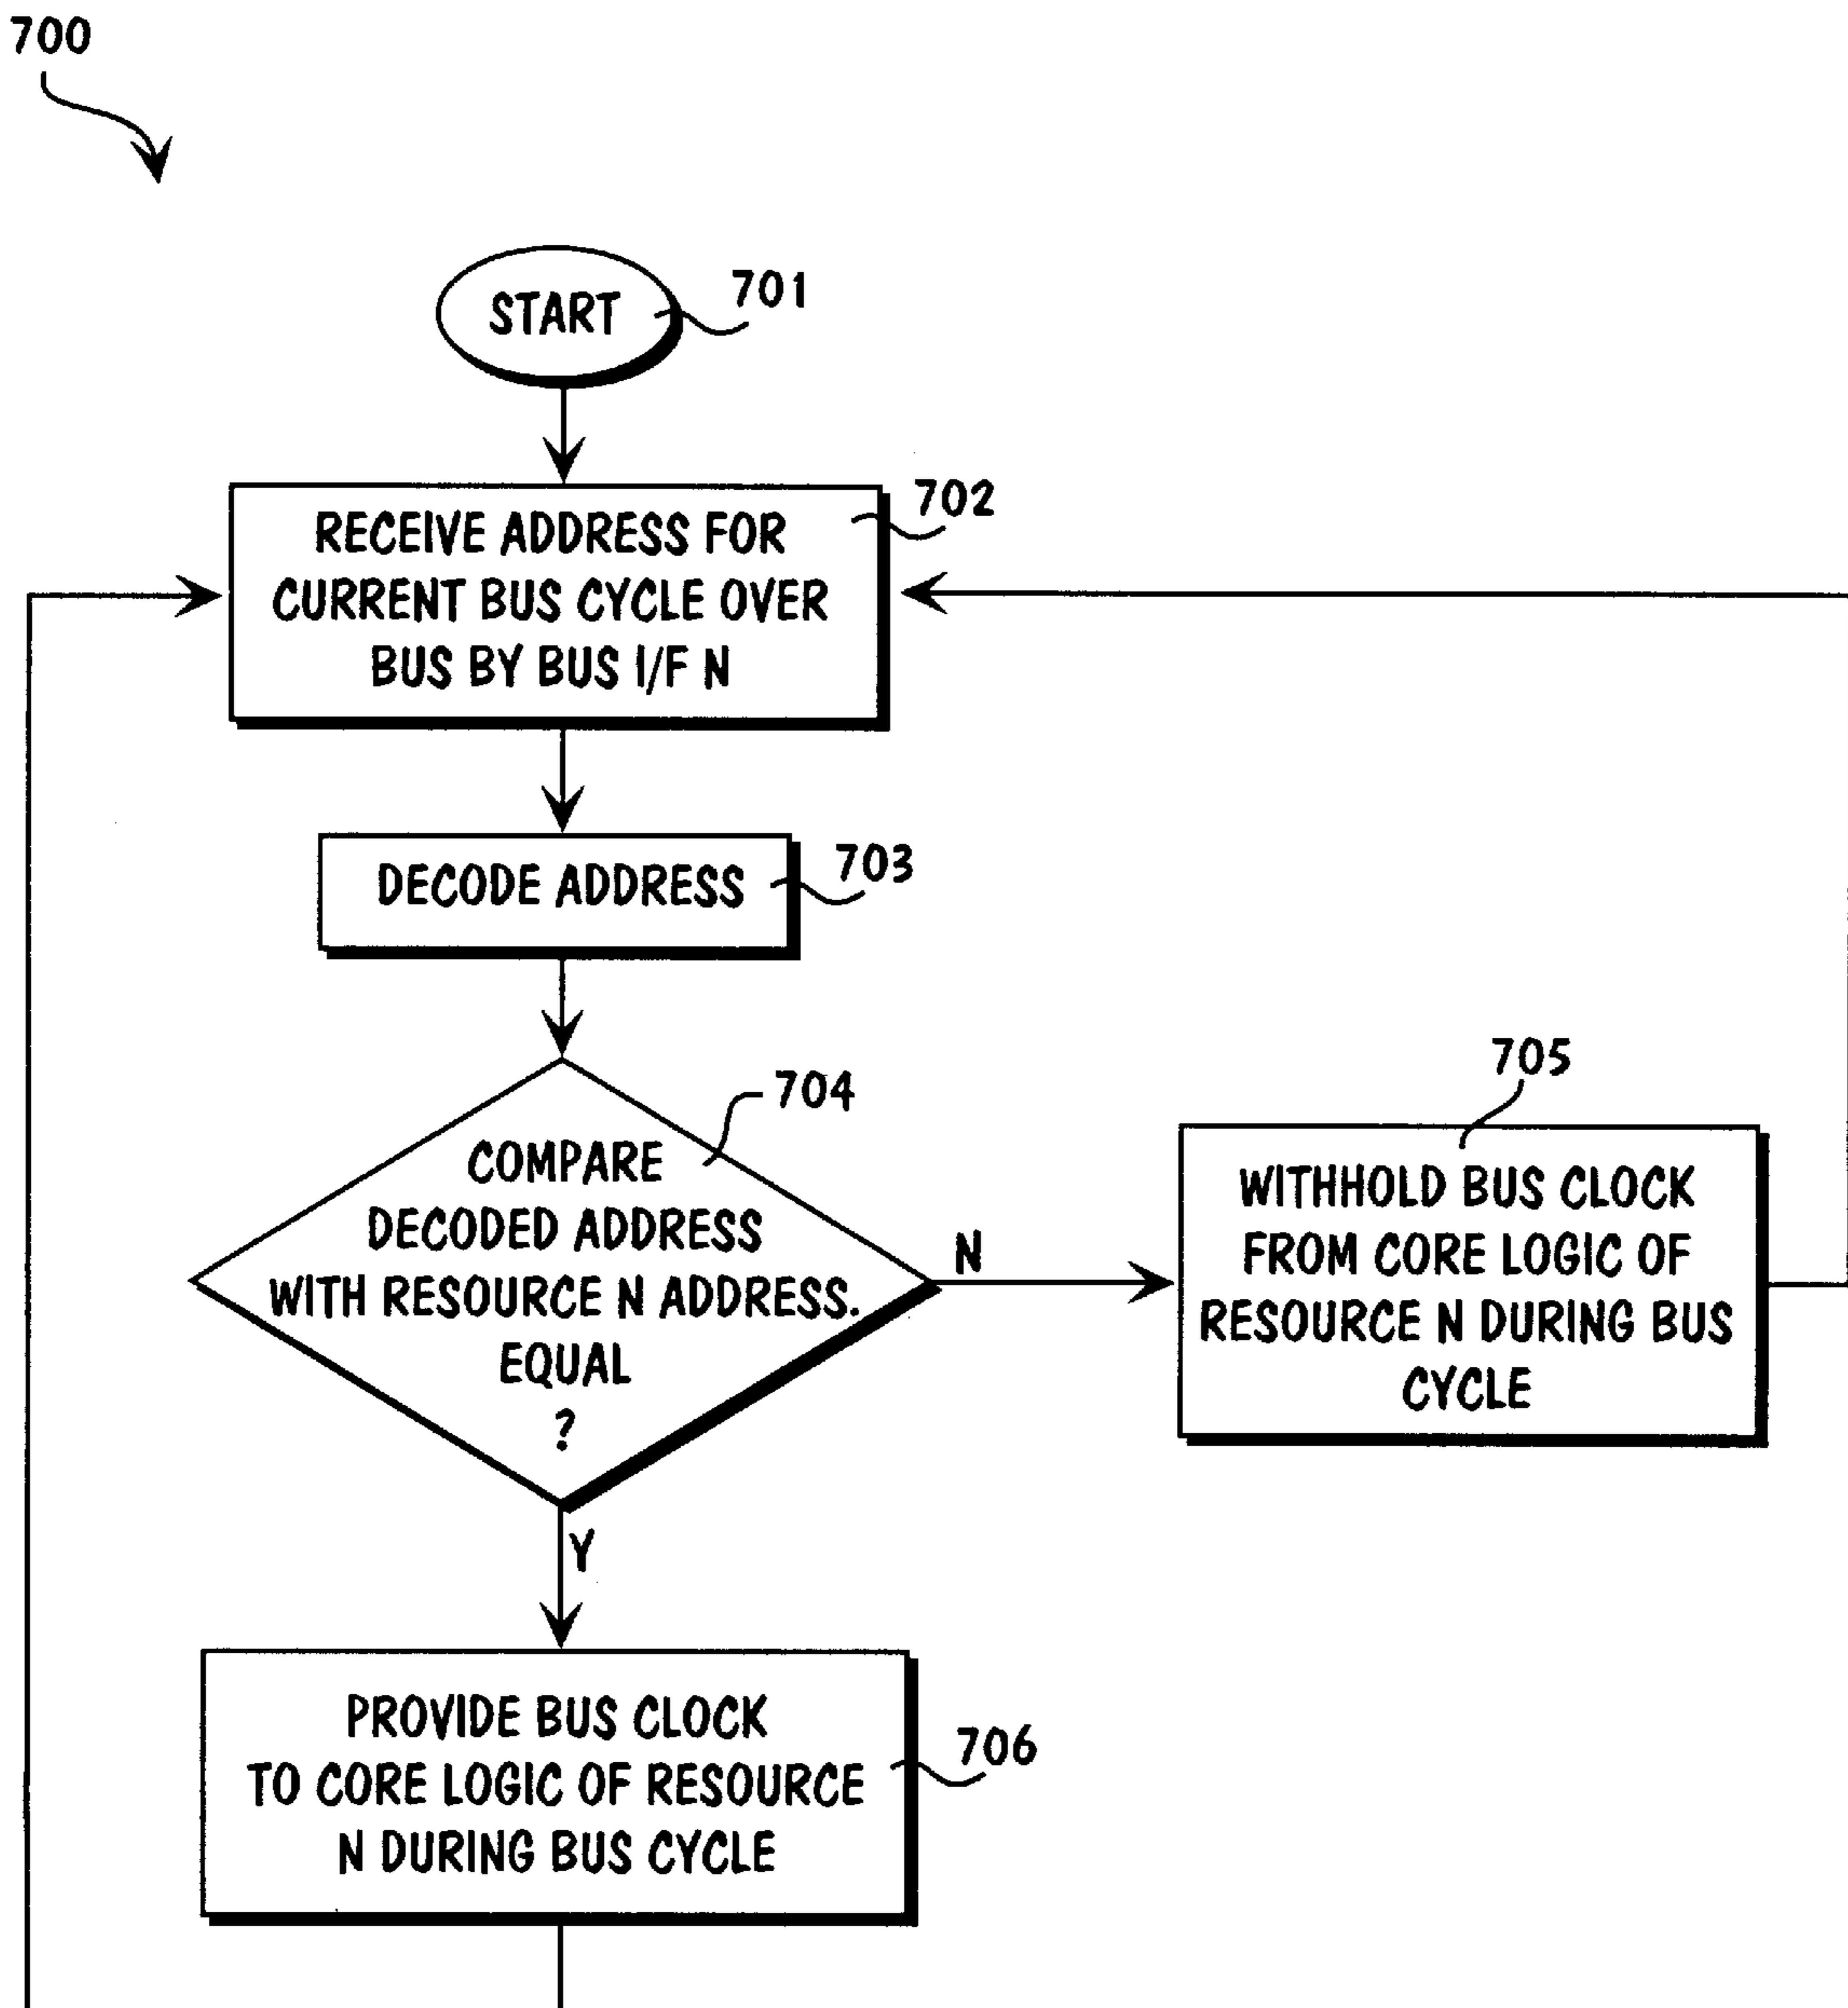 700
START
701
702
RECEIVE ADDRESS FOR
CURRENT BUS CYCLE OVER
BUS BY BUS I/F N
703
DECODE ADDRESS
704
COMPARE
DECODED ADDRESS
WITH RESOURCE N ADDRESS.
EQUAL
?
N
705
WITHHOLD BUS CLOCK
FROM CORE LOGIC OF
RESOURCE N DURING BUS
CYCLE
Y
706
PROVIDE BUS CLOCK
TO CORE LOGIC OF RESOURCE
N DURING BUS CYCLE